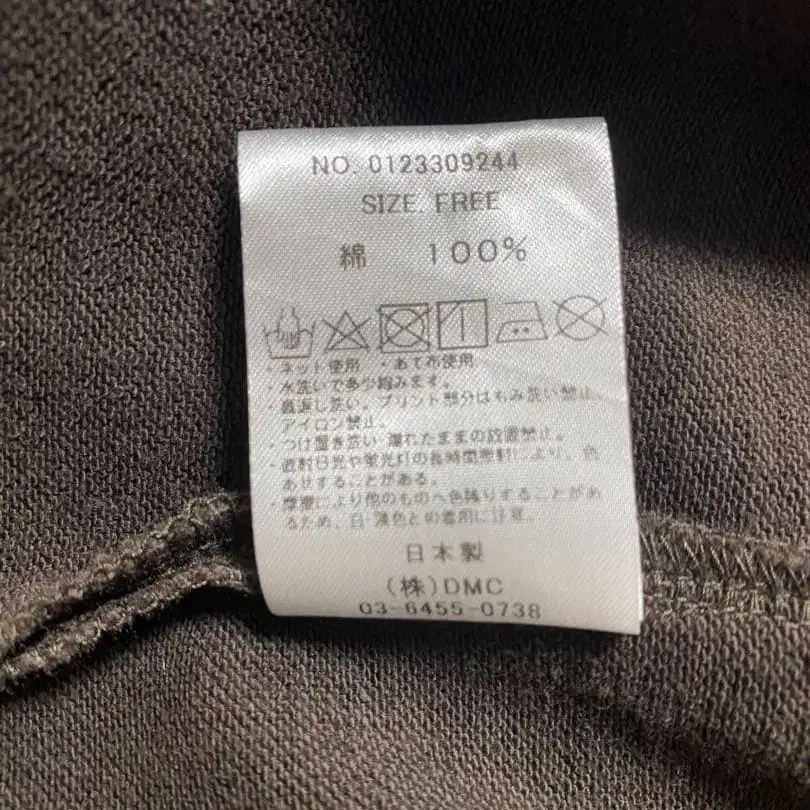 NO. 0123309244
SIZE. FREE
綿 100%
・ネット使用 ・あて布使用
・水洗いで多少縮みます。
・裏返し洗い。プリント部分はもみ洗い禁止
アイロン禁止。
・つけ置き洗い・濡れたままの放置禁止。
・直射日光や蛍光灯の長時間照射により、色
あせすることがある。
・摩擦により他のものへ色移りすることがあ
るため、白・淡色との着用に注意。
日本製
(株)DMC
03-6455-0738